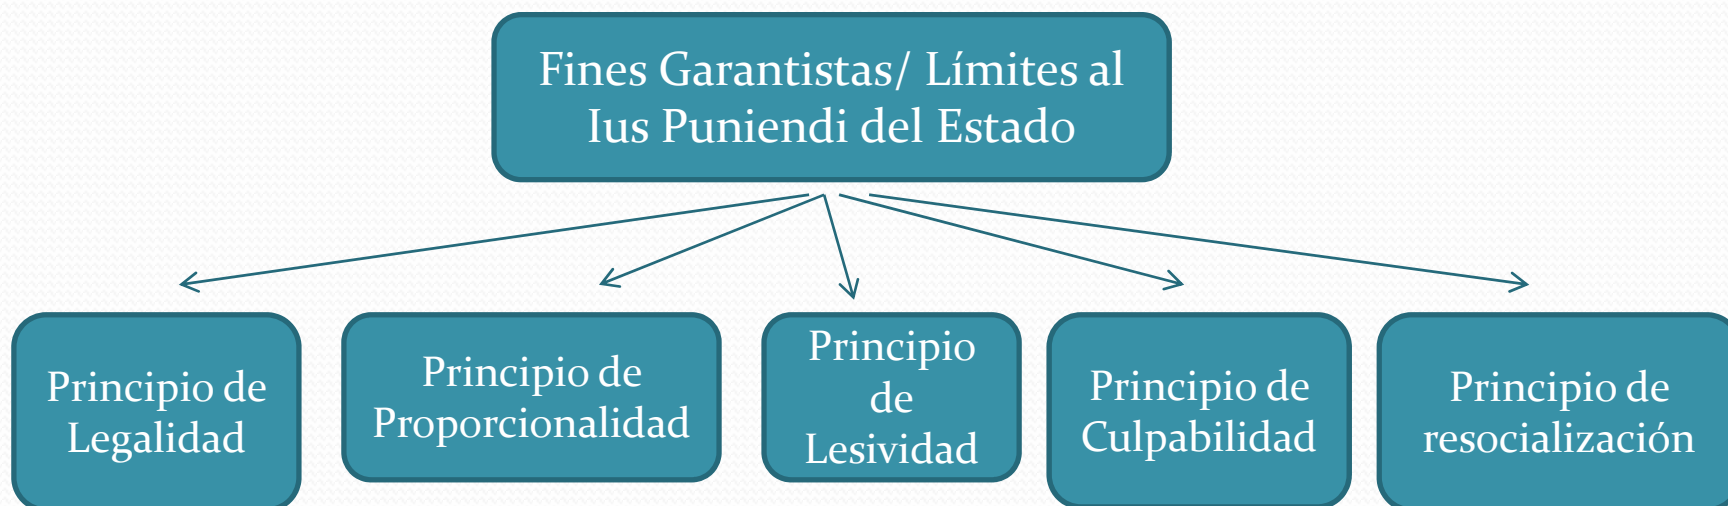 Fines Garantistas/ Límites al
Ius Puniendi del Estado
Principio de
Legalidad
Principio de
Proporcionalidad
Principio
de
Lesividad
Principio de
Culpabilidad
Principio de
resocialización